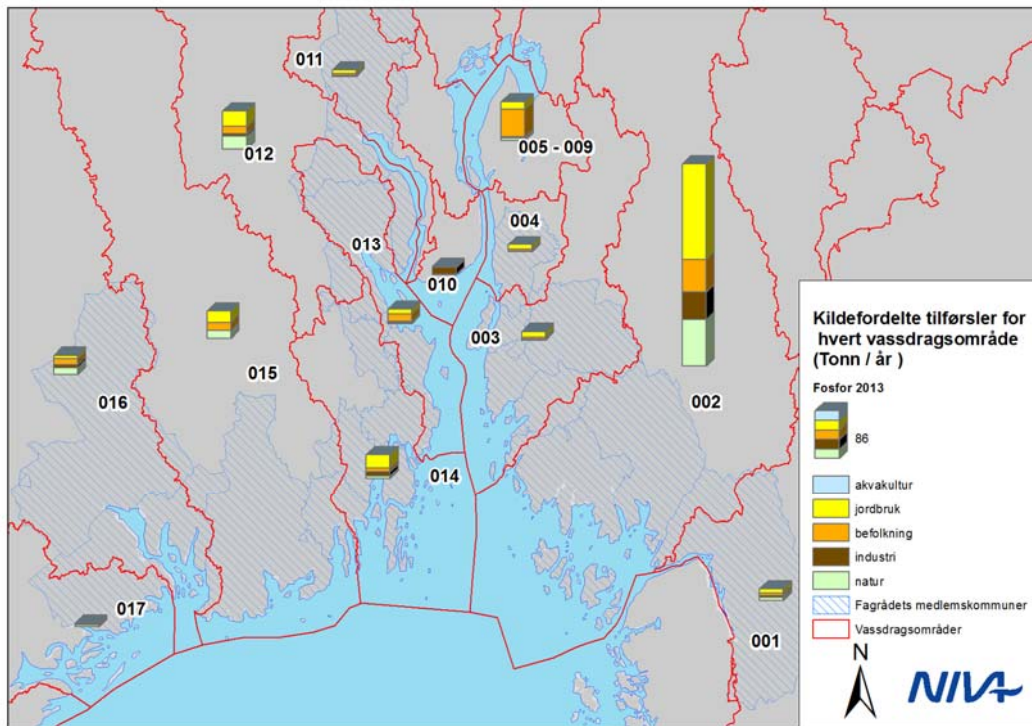 011
012
005 - 009
004
013
010
003
015
016
002
014
017
001
Kildefordelte tilførsler for
hvert vassdragsområde
(Tonn / år )
Fosfor 2013
86
akvakultur
jordbruk
befolkning
industri
natur
Fagrådets medlemskommuner
Vassdragsområder
N
NIVA